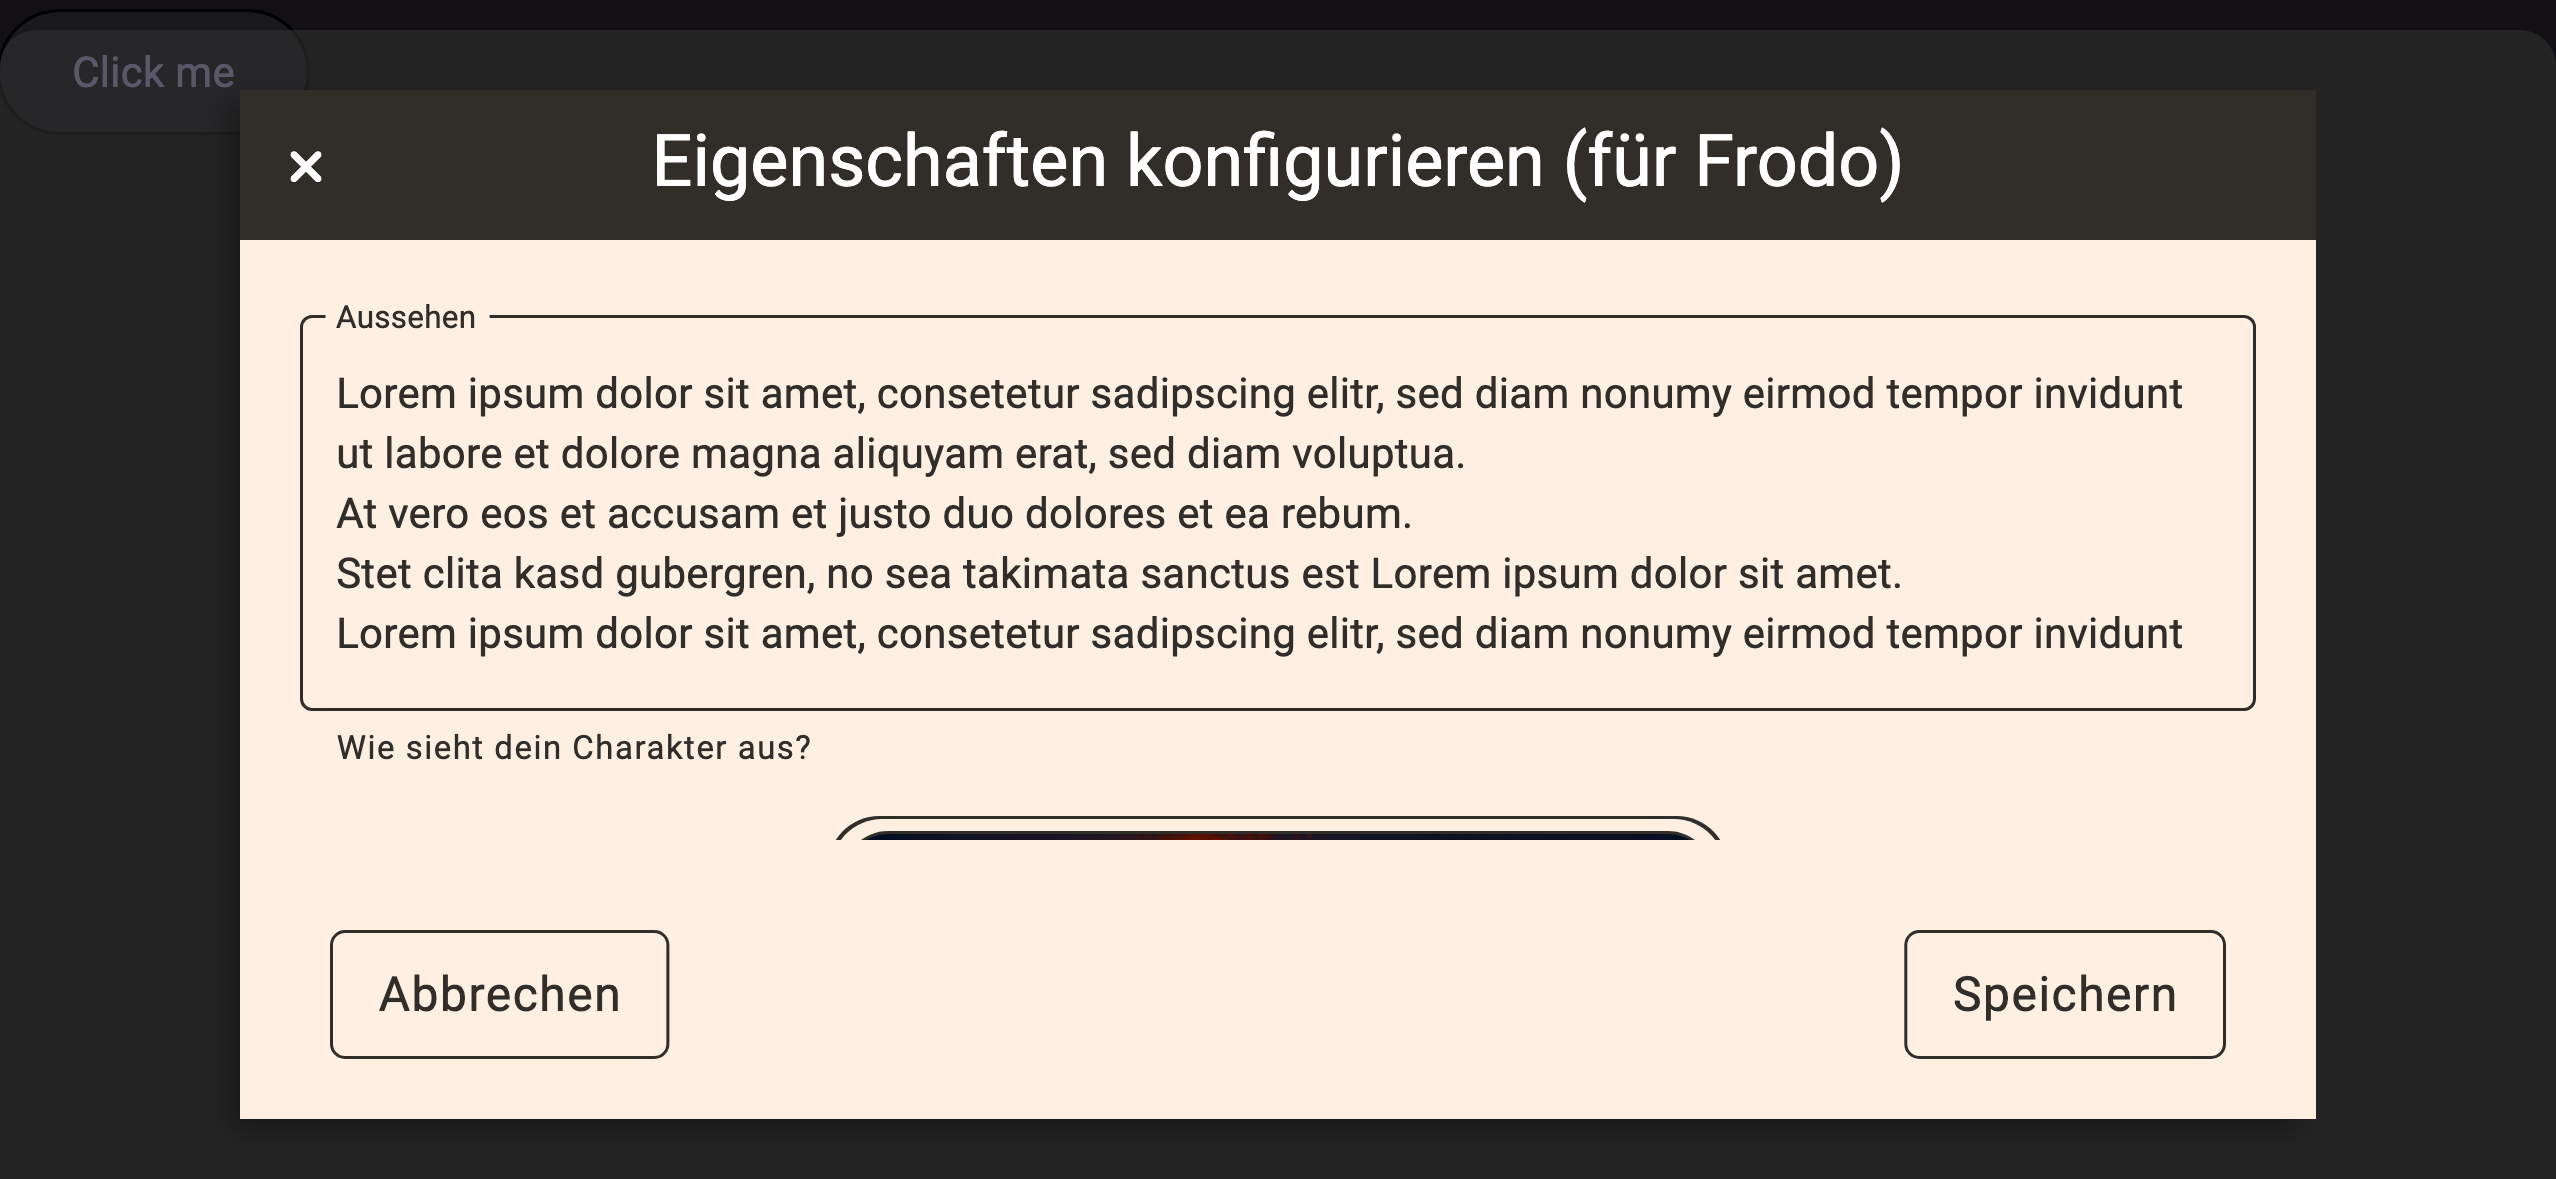 Click me
Eigenschaften konfigurieren (für Frodo)
Aussehen
Lorem ipsum dolor sit amet, consetetur sadipscing elitr, sed diam nonumy eirmod tempor invidunt
ut labore et dolore magna aliquyam erat, sed diam voluptua.
At vero eos et accusam et justo duo dolores et ea rebum.
Stet clita kasd gubergren, no sea takimata sanctus est Lorem ipsum dolor sit amet.
Lorem ipsum dolor sit amet, consetetur sadipscing elitr, sed diam nonumy eirmod tempor invidunt
Wie sieht dein Charakter aus?
Abbrechen
Speichern